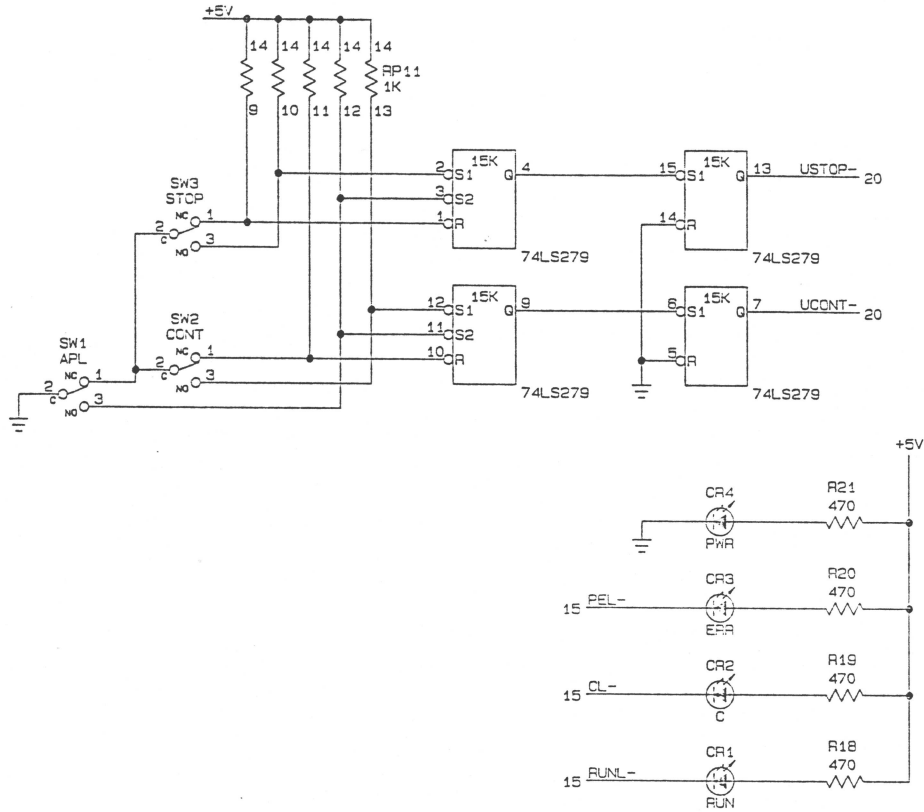 +5V
14 14 14 14 14
RP11
1K
9 10 11 12 13
SW3
STOP
NC 1
2
C
NO 3
2 S1 15K Q 4
3 S2
1 R
74LS279
15 S1 15K Q 13 USTOP- 20
14 R
74LS279
SW2
CONT
NC 1
2
C
NO 3
12 S1 15K Q 9
11 S2
10 R
74LS279
6 S1 15K Q 7 UCONT- 20
5 R
74LS279
SW1
APL
NC 1
2
C
NO 3
+5V
CR4
PWR
R21
470
15 PEL-
CR3
ERR
R20
470
15 CL-
CR2
C
R19
470
15 RUNL-
CR1
RUN
R18
470